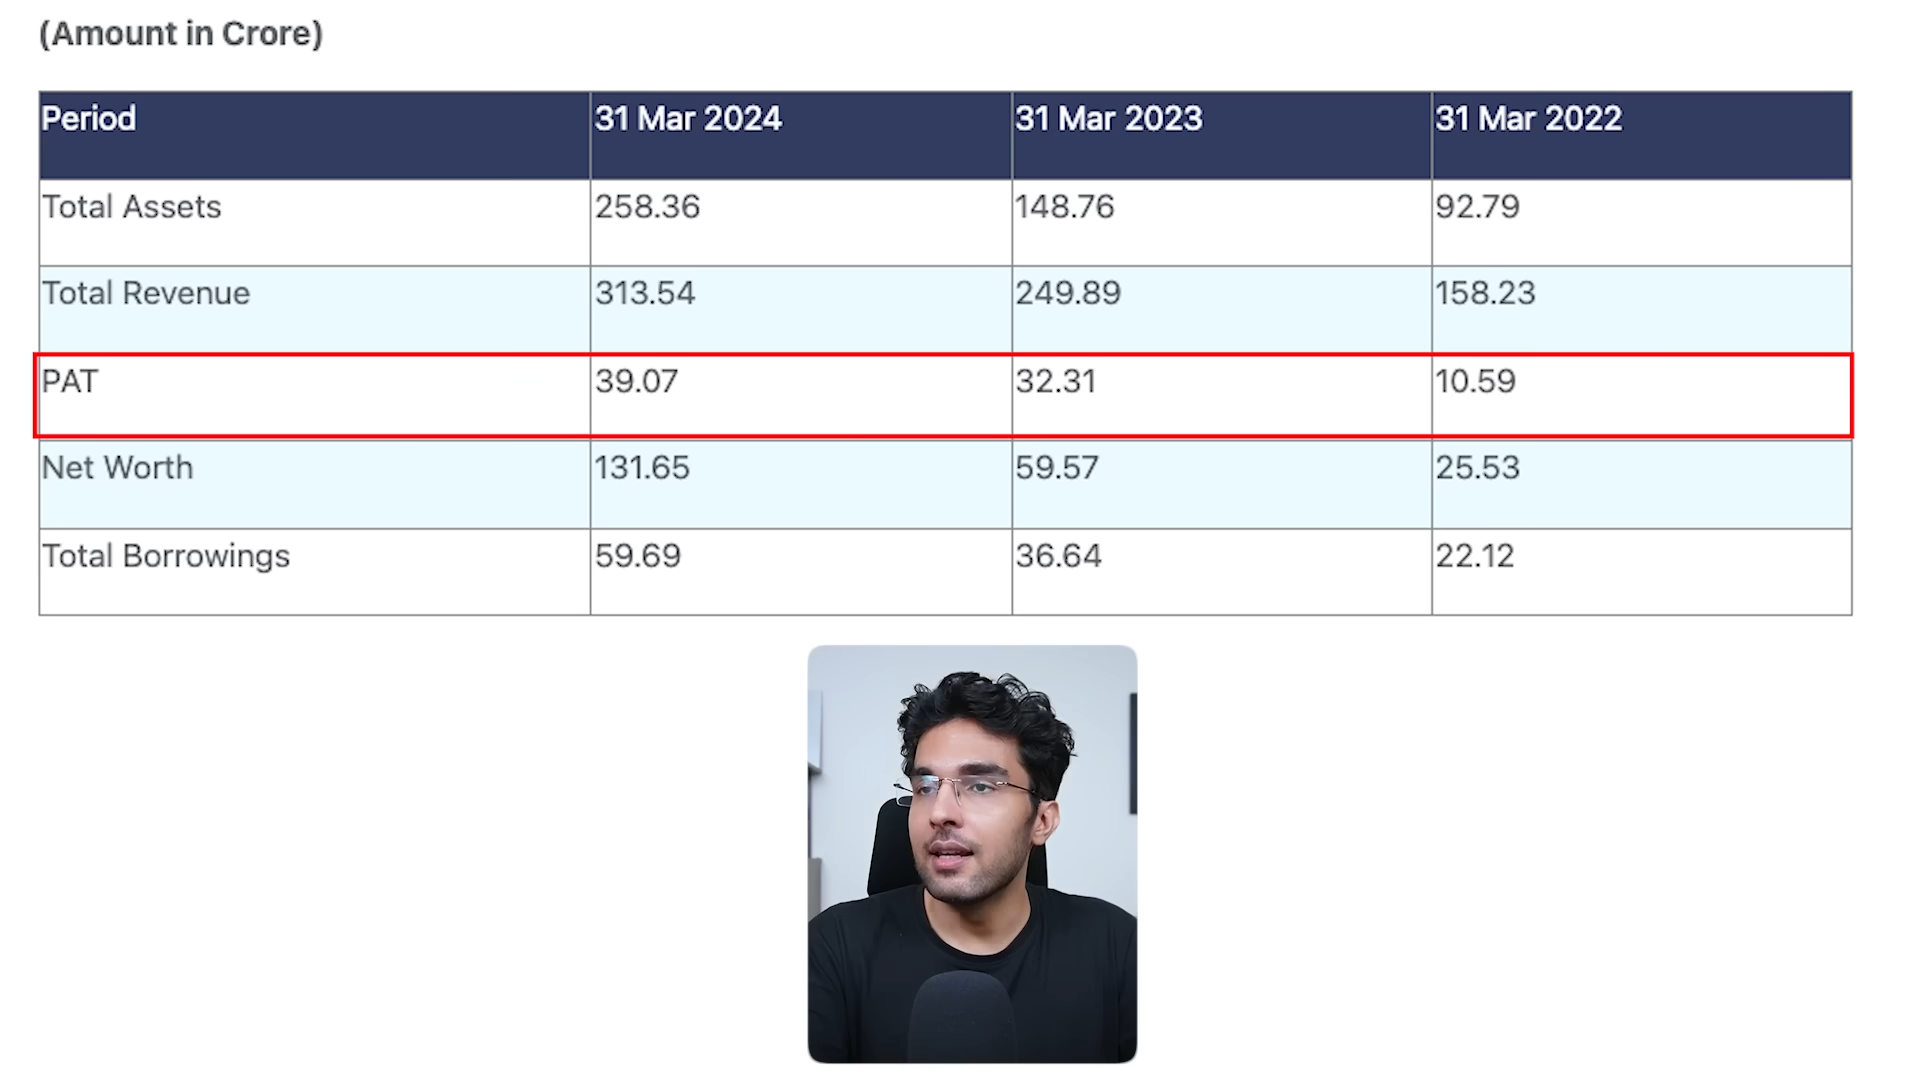 (Amount in Crore)
Period 31 Mar 2024 31 Mar 2023 31 Mar 2022
Total Assets 258.36 148.76 92.79
Total Revenue 313.54 249.89 158.23
PAT 39.07 32.31 10.59
Net Worth 131.65 59.57 25.53
Total Borrowings 59.69 36.64 22.12